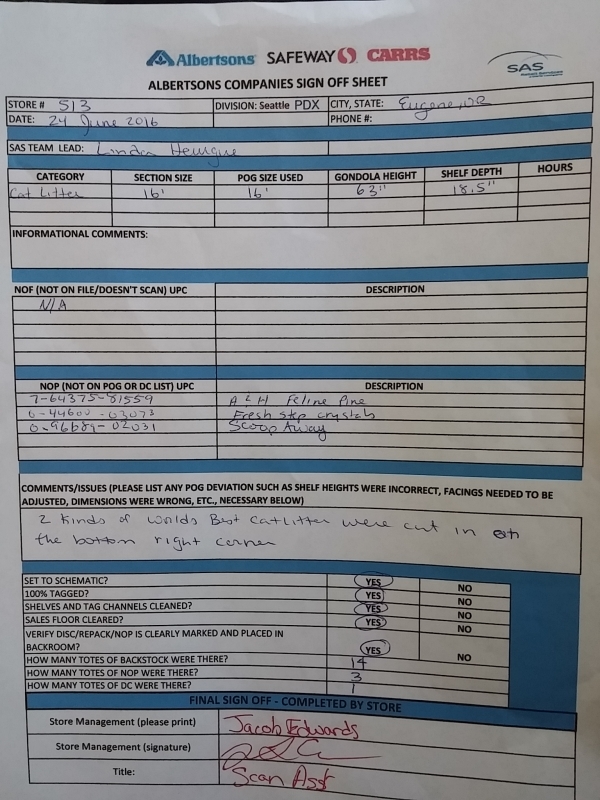 Albertsons SAFEWAY CARRS
SAS
ALBERTSONS COMPANIES SIGN OFF SHEET
STORE # 513 DIVISION: Seattle PDX CITY, STATE: Eugene, OR
DATE: 24 June 2016 PHONE #:
SAS TEAM LEAD: Linda
CATEGORY SECTION SIZE POG SIZE USED GONDOLA HEIGHT SHELF DEPTH HOURS
Cat Litter 16' 16' 63" 18.5"
INFORMATIONAL COMMENTS:
NOF (NOT ON FILE/DOESN'T SCAN) UPC DESCRIPTION
N/A
NOP (NOT ON POG OR DC LIST) UPC DESCRIPTION
7-64375-81559 A & H Feline Pine
0-44600-03073 Fresh step crystals
0-96689-02031 Scoop Away
COMMENTS/ISSUES (PLEASE LIST ANY POG DEVIATION SUCH AS SHELF HEIGHTS WERE INCORRECT, FACINGS NEEDED TO BE
ADJUSTED, DIMENSIONS WERE WRONG, ETC., NECESSARY BELOW)
2 kinds of worlds Best cat litter were cut in on
the bottom right corner
SET TO SCHEMATIC? YES NO
100% TAGGED? YES NO
SHELVES AND TAG CHANNELS CLEANED? YES NO
SALES FLOOR CLEARED? YES NO
VERIFY DISC/REPACK/NOP IS CLEARLY MARKED AND PLACED IN
BACKROOM? YES NO
HOW MANY TOTES OF BACKSTOCK WERE THERE? 14
HOW MANY TOTES OF NOP WERE THERE? 3
HOW MANY TOTES OF DC WERE THERE? 1
FINAL SIGN OFF - COMPLETED BY STORE
Store Management (please print) Jacob Edwards
Store Management (signature)
Title: Scan Asst